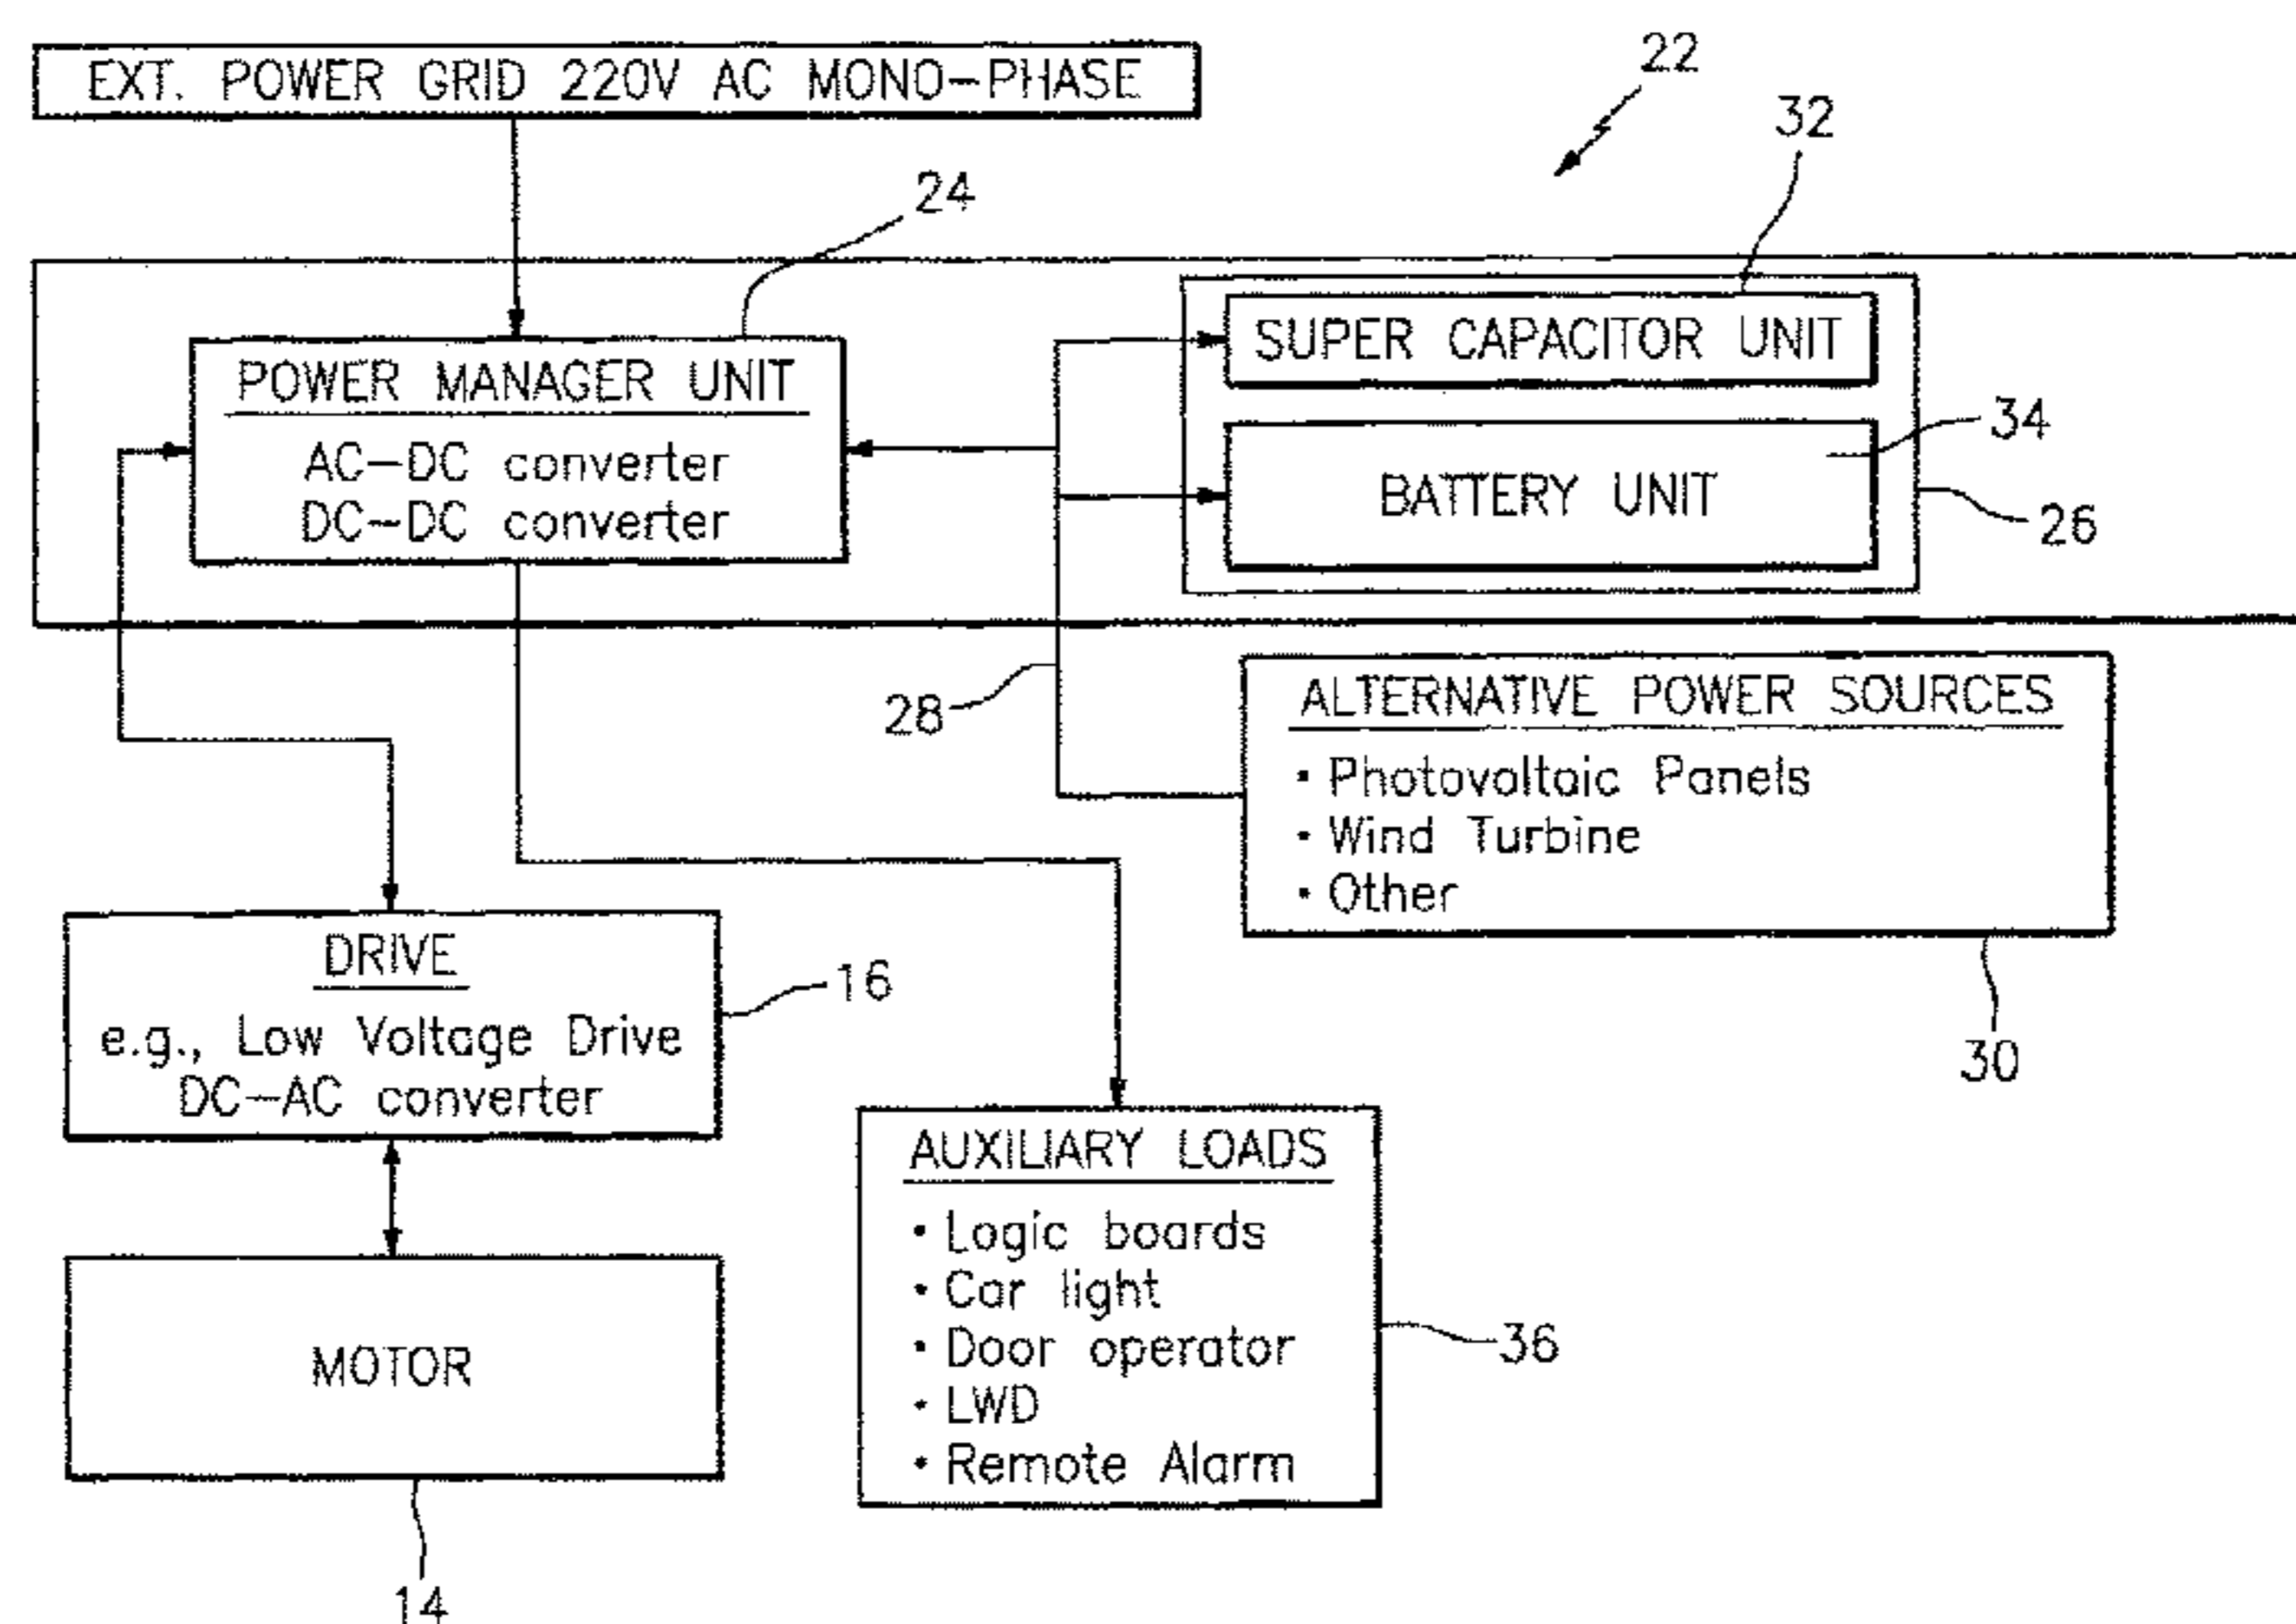 EXT. POWER GRID 220V AC MONO-PHASE
22
32
24
POWER MANAGER UNIT
AC-DC converter
DC-DC converter
SUPER CAPACITOR UNIT
34
BATTERY UNIT
26
28
ALTERNATIVE POWER SOURCES
• Photovoltaic Panels
• Wind Turbine
• Other
30
DRIVE
e.g., Low Voltage Drive
DC-AC converter
16
MOTOR
14
AUXILIARY LOADS
• Logic boards
• Car light
• Door operator
• LWD
• Remote Alarm
36